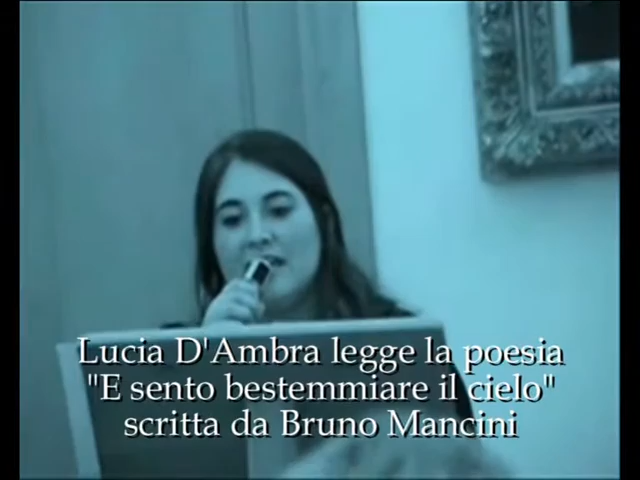 Lucia D'Ambra legge la poesia
"E sento bestemmiare il cielo"
scritta da Bruno Mancini